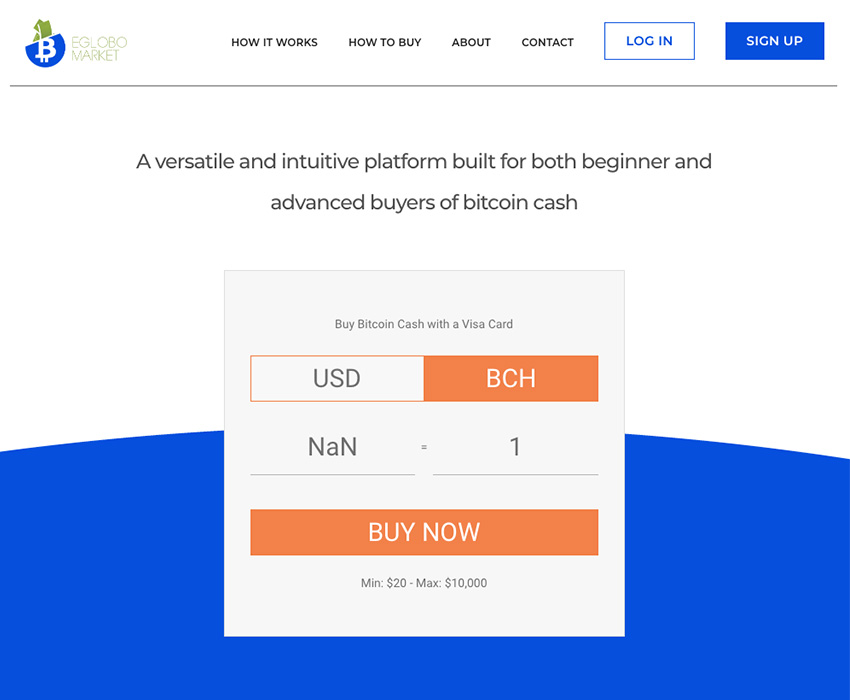 EGLOBO
MARKET
HOW IT WORKS
HOW TO BUY
ABOUT
CONTACT
LOG IN
SIGN UP
A versatile and intuitive platform built for both beginner and
advanced buyers of bitcoin cash
Buy Bitcoin Cash with a Visa Card
USD
BCH
NaN = 1
BUY NOW
Min: $20 - Max: $10,000